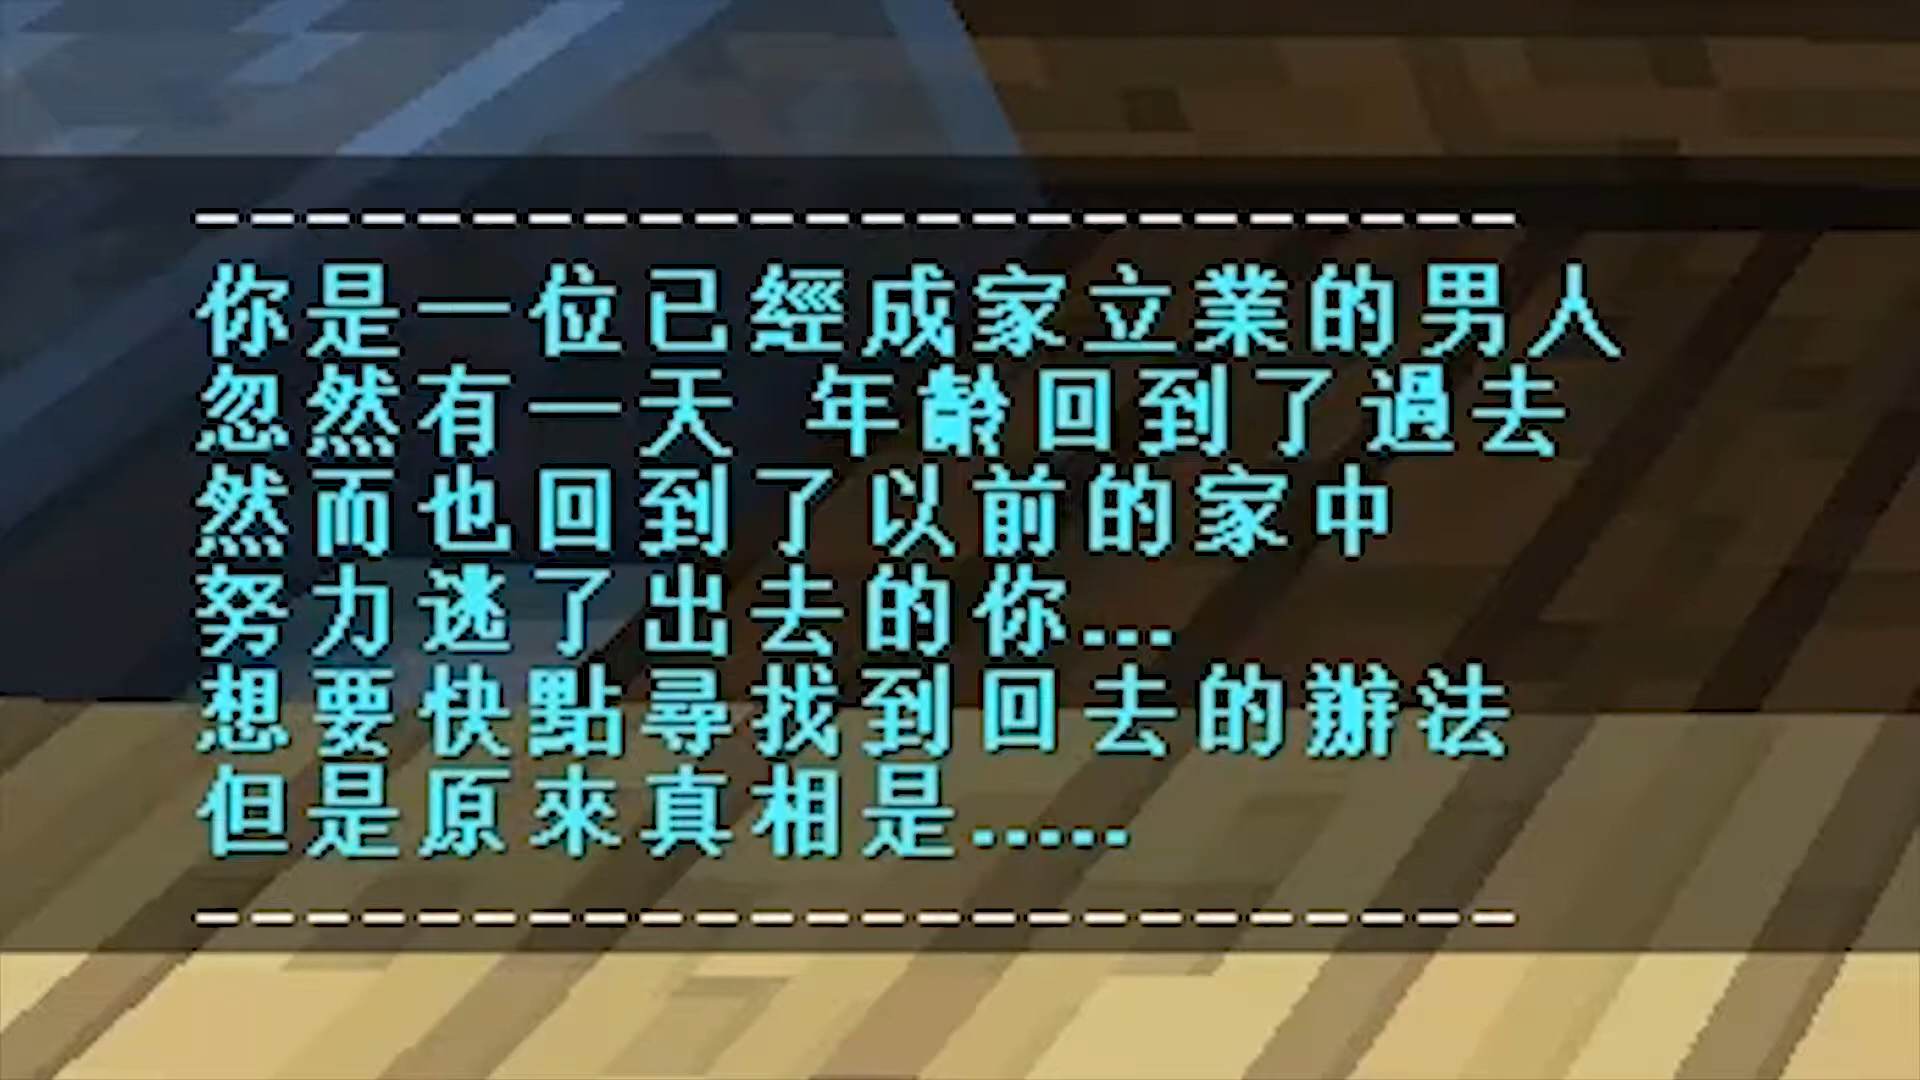 ------------------------
你是一位已經成家立業的男人
忽然有一天 年齡回到了過去
然而也回到了以前的家中
努力逃了出去的你...
想要快點尋找到回去的辦法
但是原來真相是.....
------------------------